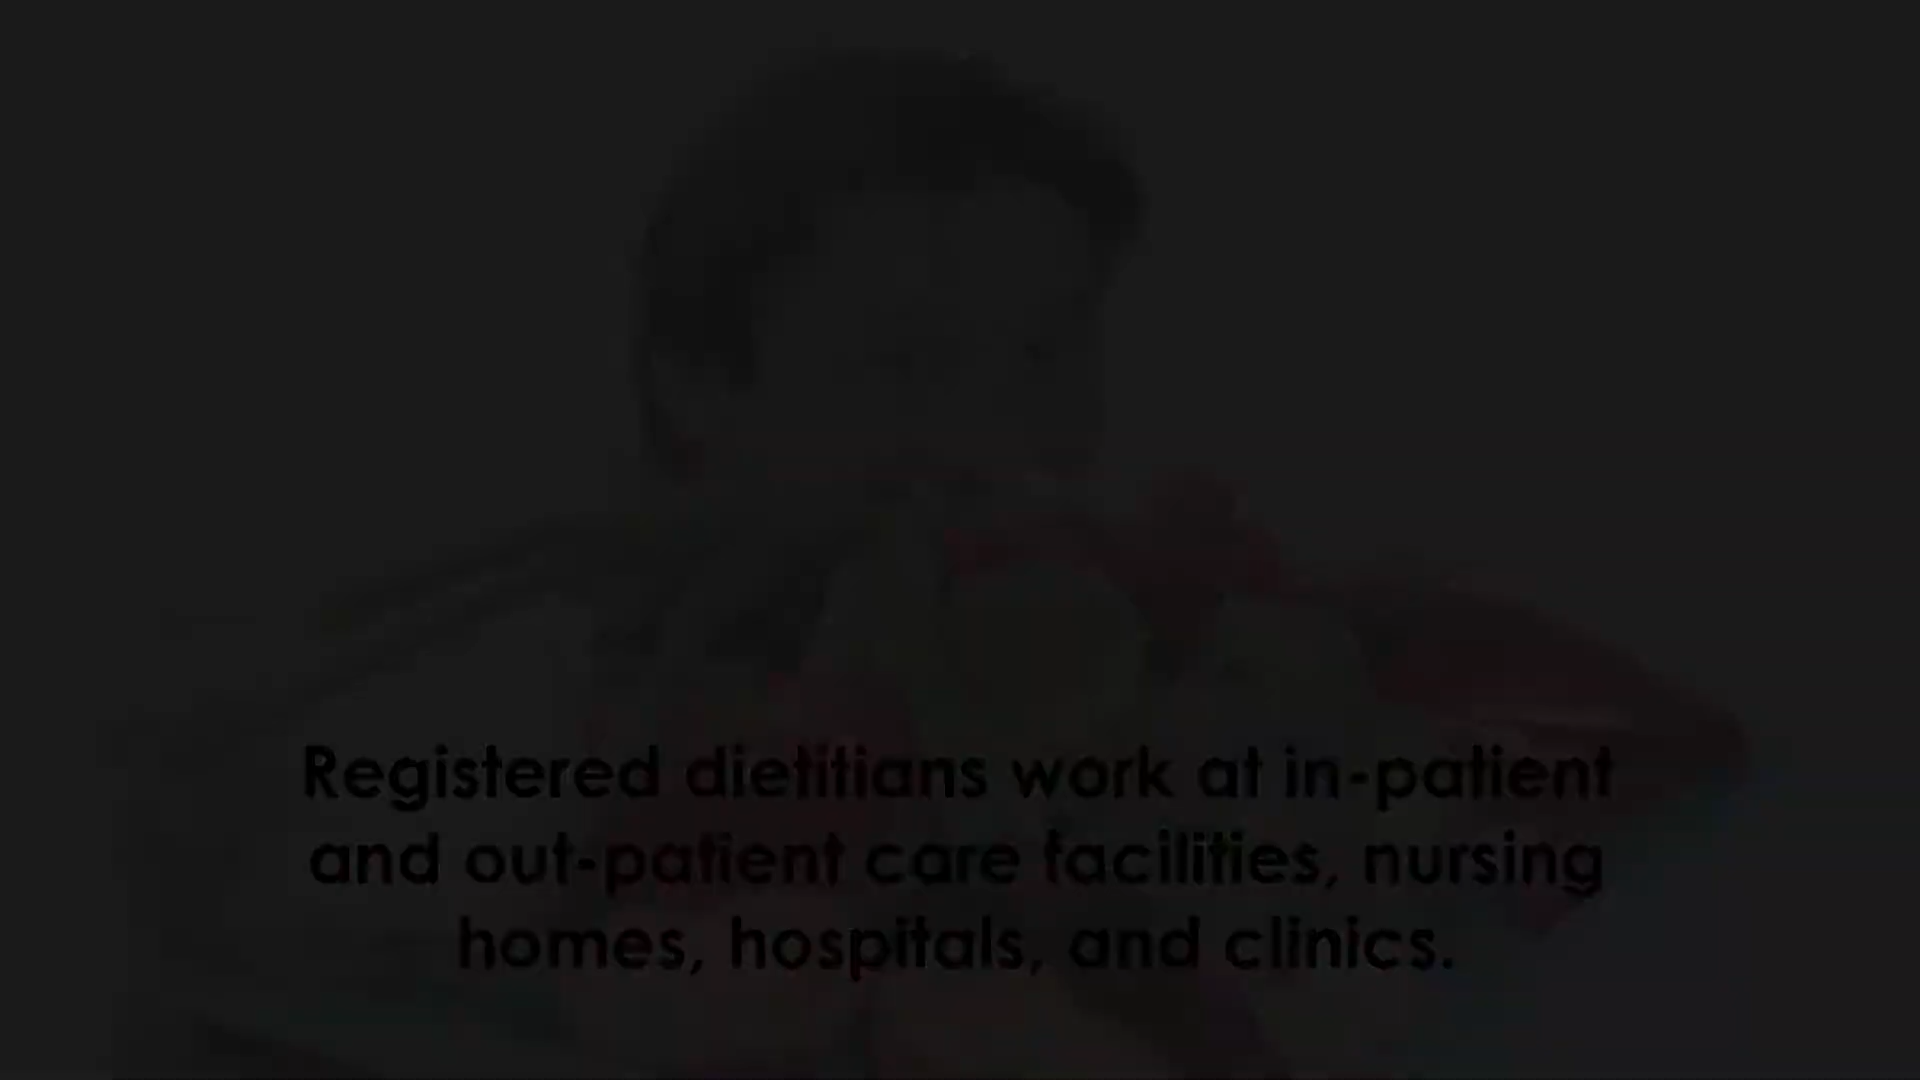 Registered dietitians work at in-patient
and out-patient care facilities, nursing
homes, hospitals, and clinics.